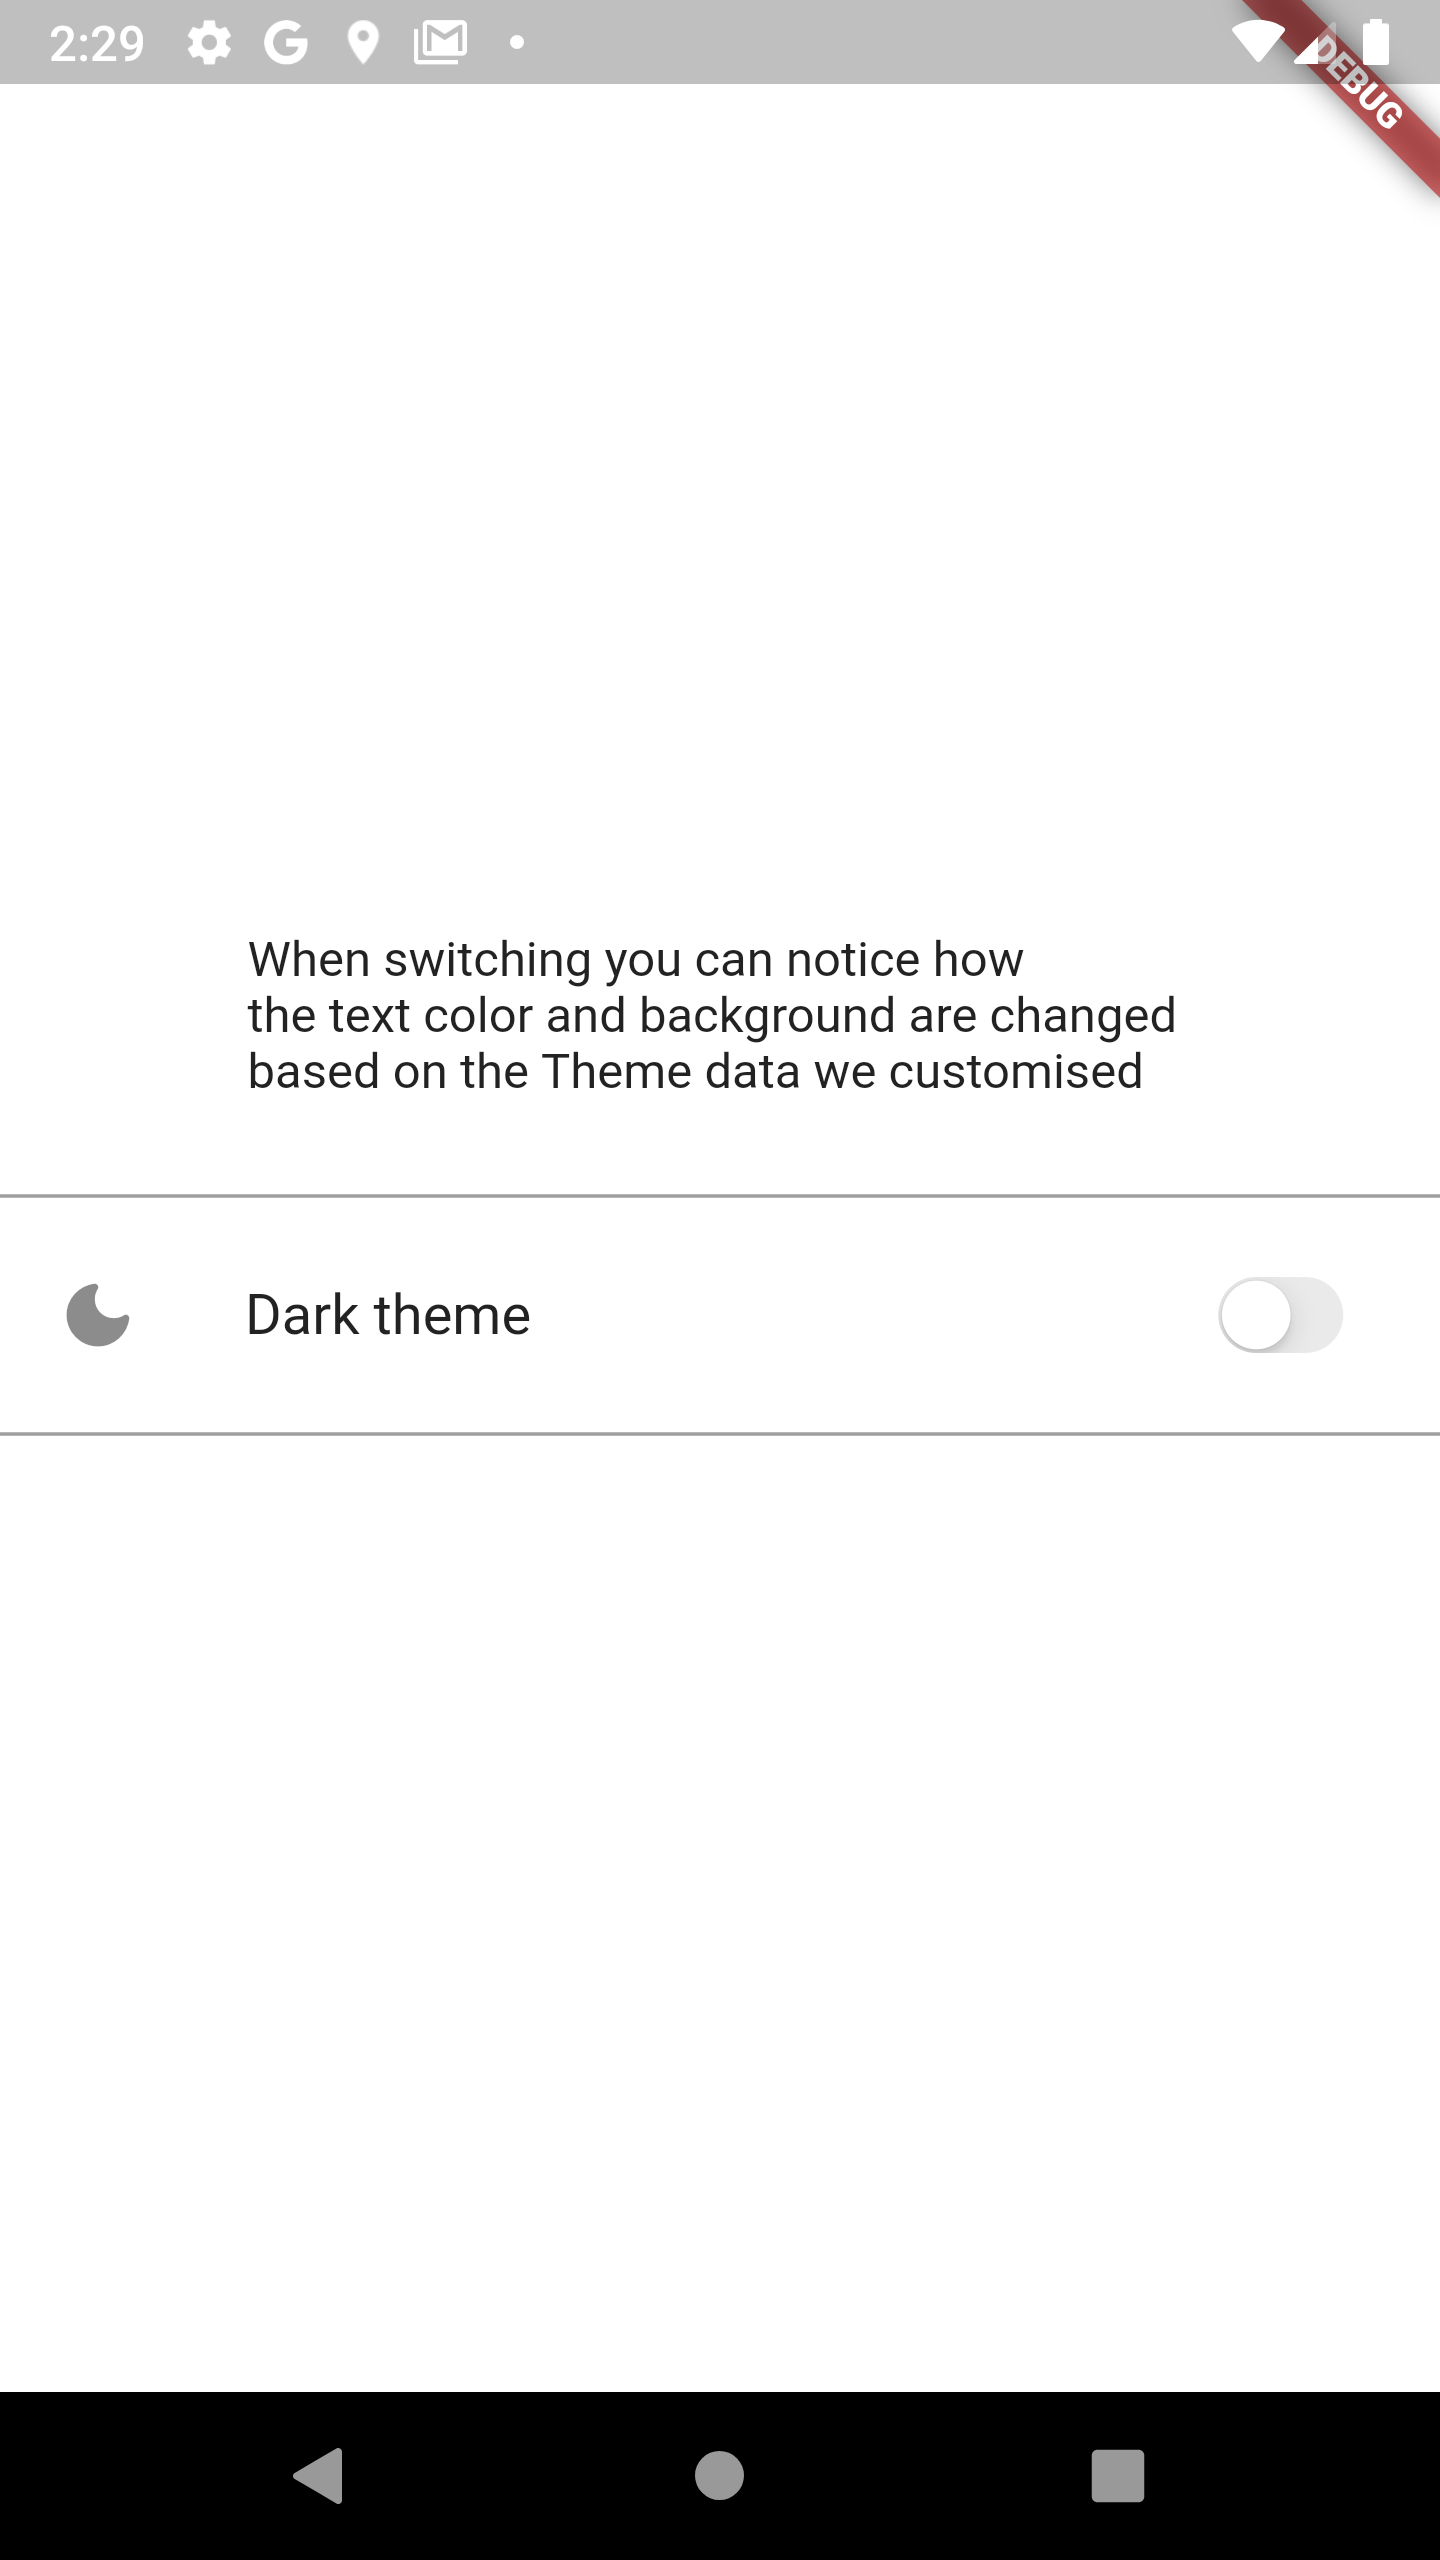 2:29
DEBUG
When switching you can notice how
the text color and background are changed
based on the Theme data we customised
Dark theme